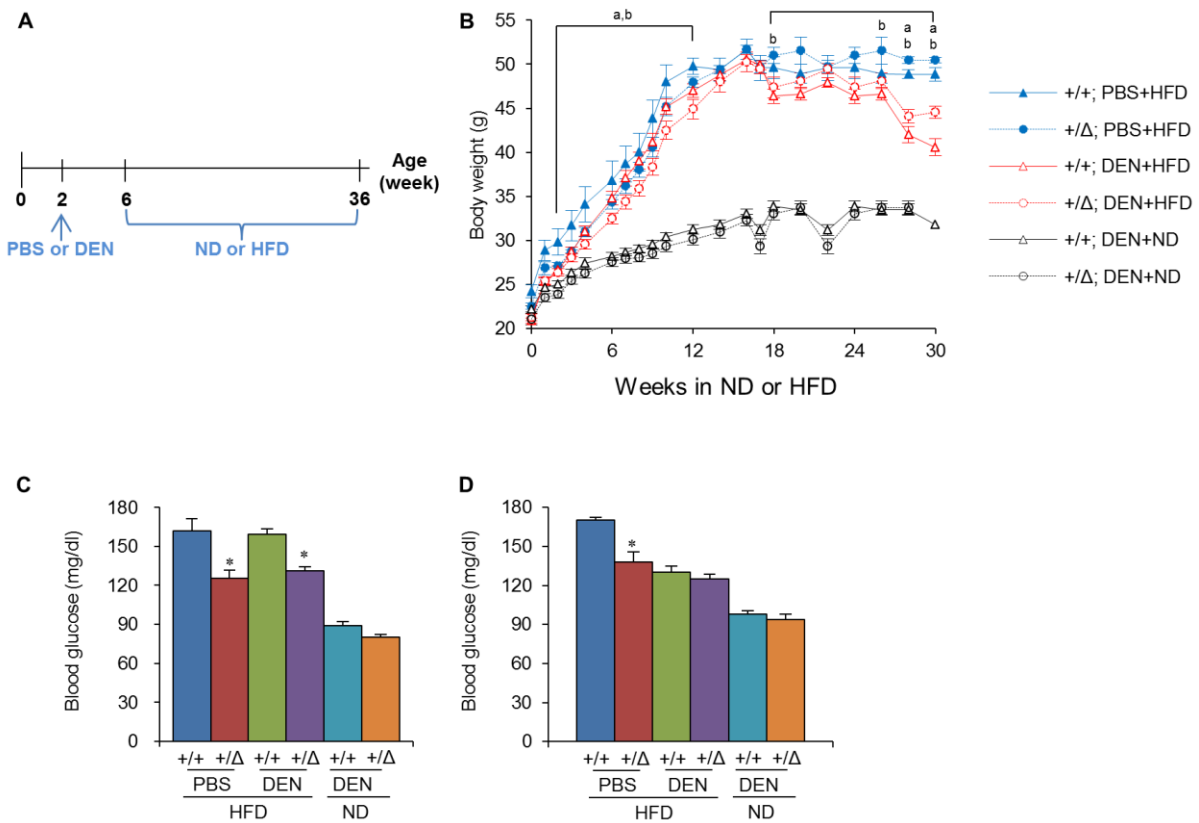 A
0 2 6 36
Age
(week)
PBS or DEN
ND or HFD
B
a,b
b b a a
b b
55
50
45
40
35
30
25
20
Body weight (g)
0 6 12 18 24 30
Weeks in ND or HFD
+/+; PBS+HFD
+/Δ; PBS+HFD
+/+; DEN+HFD
+/Δ; DEN+HFD
+/+; DEN+ND
+/Δ; DEN+ND
C
180
150
120
90
60
30
0
Blood glucose (mg/dl)
* *
+/+ +/Δ +/+ +/Δ +/+ +/Δ
PBS DEN DEN
HFD ND
D
180
150
120
90
60
30
0
Blood glucose (mg/dl)
*
+/+ +/Δ +/+ +/Δ +/+ +/Δ
PBS DEN DEN
HFD ND